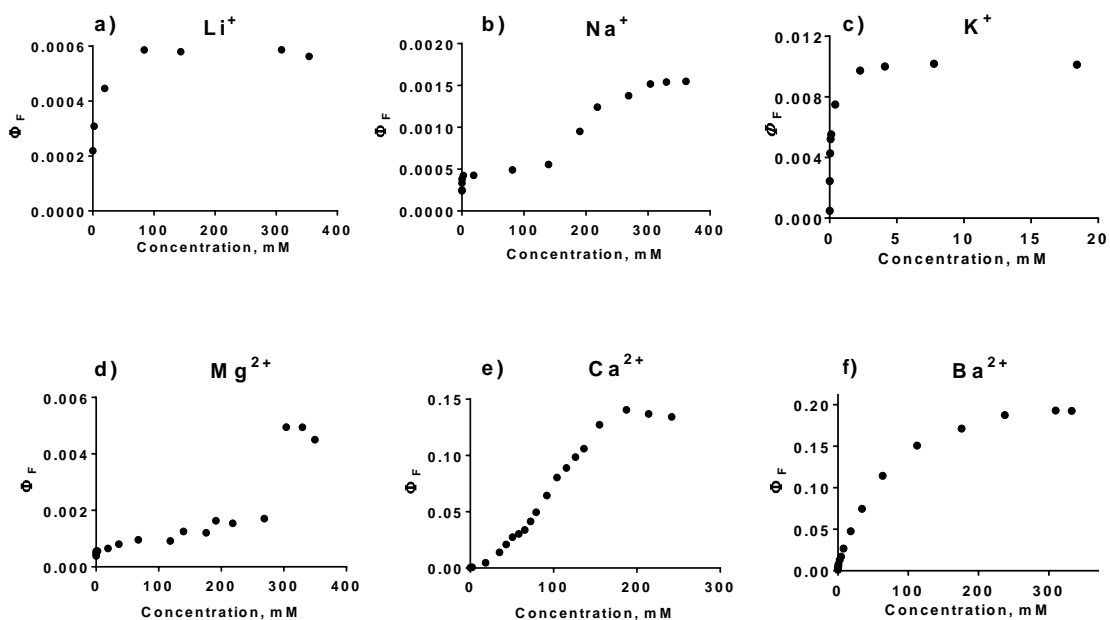 a) Li+
0.0006
0.0004
0.0002
0.0000
ΦF
0 100 200 300 400
Concentration, mM
b) Na+
0.0020
0.0015
0.0010
0.0005
0.0000
ΦF
0 100 200 300 400
Concentration, mM
c) K+
0.012
0.008
0.004
0.000
ΦF
0 5 10 15 20
Concentration, mM
d) Mg2+
0.006
0.004
0.002
0.000
ΦF
0 100 200 300 400
Concentration, mM
e) Ca2+
0.15
0.10
0.05
0.00
ΦF
0 100 200 300
Concentration, mM
f) Ba2+
0.20
0.15
0.10
0.05
0.00
ΦF
0 100 200 300
Concentration, mM